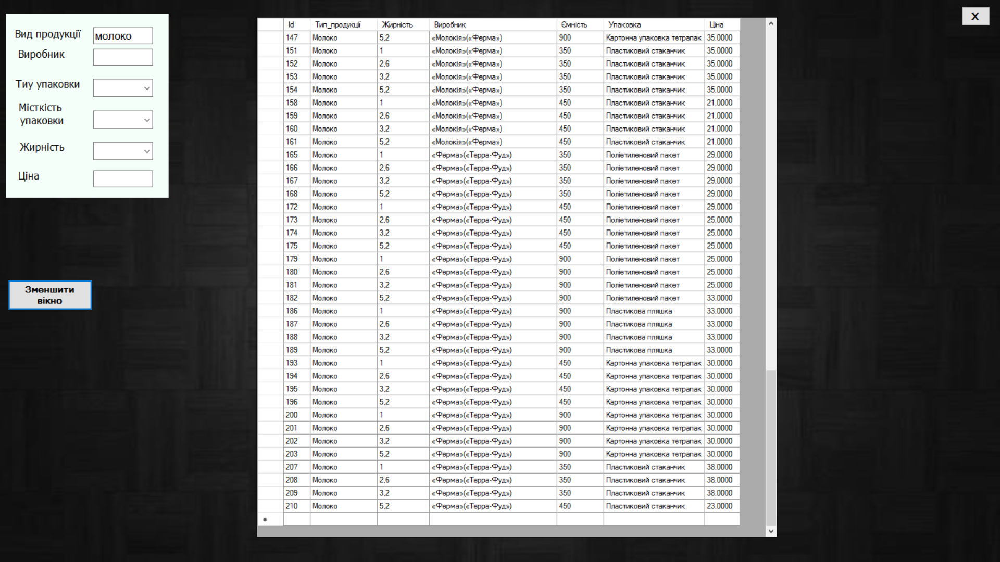 Вид продукції молоко
Виробник
Тиу упаковки
Місткість
упаковки
Жирність
Ціна
Зменшити
вікно
X
Id Тип_продукції Жирність Виробник Ємність Упаковка Ціна
147 Молоко 5,2 «Молокія»(«Ферма») 900 Картонна упаковка тетрапак 35,0000
151 Молоко 1 «Молокія»(«Ферма») 350 Пластиковий стаканчик 35,0000
152 Молоко 2,6 «Молокія»(«Ферма») 350 Пластиковий стаканчик 35,0000
153 Молоко 3,2 «Молокія»(«Ферма») 350 Пластиковий стаканчик 35,0000
154 Молоко 5,2 «Молокія»(«Ферма») 350 Пластиковий стаканчик 35,0000
158 Молоко 1 «Молокія»(«Ферма») 450 Пластиковий стаканчик 21,0000
159 Молоко 2,6 «Молокія»(«Ферма») 450 Пластиковий стаканчик 21,0000
160 Молоко 3,2 «Молокія»(«Ферма») 450 Пластиковий стаканчик 21,0000
161 Молоко 5,2 «Молокія»(«Ферма») 450 Пластиковий стаканчик 21,0000
165 Молоко 1 «Ферма»(«Терра-Фуд») 350 Поліетиленовий пакет 29,0000
166 Молоко 2,6 «Ферма»(«Терра-Фуд») 350 Поліетиленовий пакет 29,0000
167 Молоко 3,2 «Ферма»(«Терра-Фуд») 350 Поліетиленовий пакет 29,0000
168 Молоко 5,2 «Ферма»(«Терра-Фуд») 350 Поліетиленовий пакет 29,0000
172 Молоко 1 «Ферма»(«Терра-Фуд») 450 Поліетиленовий пакет 29,0000
173 Молоко 2,6 «Ферма»(«Терра-Фуд») 450 Поліетиленовий пакет 25,0000
174 Молоко 3,2 «Ферма»(«Терра-Фуд») 450 Поліетиленовий пакет 25,0000
175 Молоко 5,2 «Ферма»(«Терра-Фуд») 450 Поліетиленовий пакет 25,0000
179 Молоко 1 «Ферма»(«Терра-Фуд») 900 Поліетиленовий пакет 25,0000
180 Молоко 2,6 «Ферма»(«Терра-Фуд») 900 Поліетиленовий пакет 25,0000
181 Молоко 3,2 «Ферма»(«Терра-Фуд») 900 Поліетиленовий пакет 25,0000
182 Молоко 5,2 «Ферма»(«Терра-Фуд») 900 Поліетиленовий пакет 33,0000
186 Молоко 1 «Ферма»(«Терра-Фуд») 900 Пластикова пляшка 33,0000
187 Молоко 2,6 «Ферма»(«Терра-Фуд») 900 Пластикова пляшка 33,0000
188 Молоко 3,2 «Ферма»(«Терра-Фуд») 900 Пластикова пляшка 33,0000
189 Молоко 5,2 «Ферма»(«Терра-Фуд») 900 Пластикова пляшка 33,0000
193 Молоко 1 «Ферма»(«Терра-Фуд») 450 Картонна упаковка тетрапак 30,0000
194 Молоко 2,6 «Ферма»(«Терра-Фуд») 450 Картонна упаковка тетрапак 30,0000
195 Молоко 3,2 «Ферма»(«Терра-Фуд») 450 Картонна упаковка тетрапак 30,0000
196 Молоко 5,2 «Ферма»(«Терра-Фуд») 450 Картонна упаковка тетрапак 30,0000
200 Молоко 1 «Ферма»(«Терра-Фуд») 900 Картонна упаковка тетрапак 30,0000
201 Молоко 2,6 «Ферма»(«Терра-Фуд») 900 Картонна упаковка тетрапак 30,0000
202 Молоко 3,2 «Ферма»(«Терра-Фуд») 900 Картонна упаковка тетрапак 30,0000
203 Молоко 5,2 «Ферма»(«Терра-Фуд») 900 Картонна упаковка тетрапак 30,0000
207 Молоко 1 «Ферма»(«Терра-Фуд») 350 Пластиковий стаканчик 38,0000
208 Молоко 2,6 «Ферма»(«Терра-Фуд») 350 Пластиковий стаканчик 38,0000
209 Молоко 3,2 «Ферма»(«Терра-Фуд») 350 Пластиковий стаканчик 38,0000
210 Молоко 5,2 «Ферма»(«Терра-Фуд») 450 Пластиковий стаканчик 23,0000
*